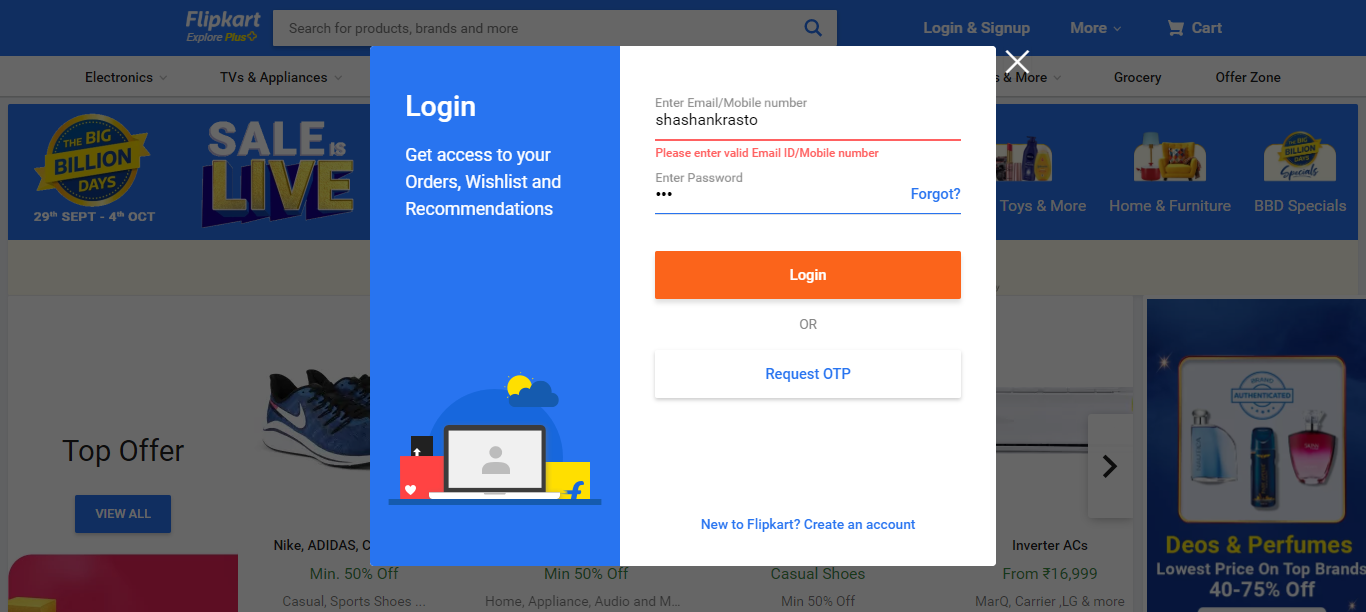 Flipkart
Explore Plus
Search for products, brands and more
Login & Signup
More
Cart
Electronics
TVs & Appliances
& More
Grocery
Offer Zone
THE BIG
BILLION
DAYS
29th SEPT - 4th OCT
SALE IS
LIVE
Toys & More
Home & Furniture
THE BIG
BILLION
DAYS
Specials
BBD Specials
Login
Get access to your
Orders, Wishlist and
Recommendations
Enter Email/Mobile number
shashankrasto
Please enter valid Email ID/Mobile number
Enter Password
•••
Forgot?
Login
OR
Request OTP
New to Flipkart? Create an account
Top Offer
VIEW ALL
Nike, ADIDAS, C
Min. 50% Off
Casual, Sports Shoes ...
Min 50% Off
Home, Appliance, Audio and M...
Casual Shoes
Min 50% Off
Inverter ACs
From ₹16,999
MarQ, Carrier ,LG & more
BRAND
AUTHENTICATED
Deos & Perfumes
Lowest Price On Top Brands
40-75% Off